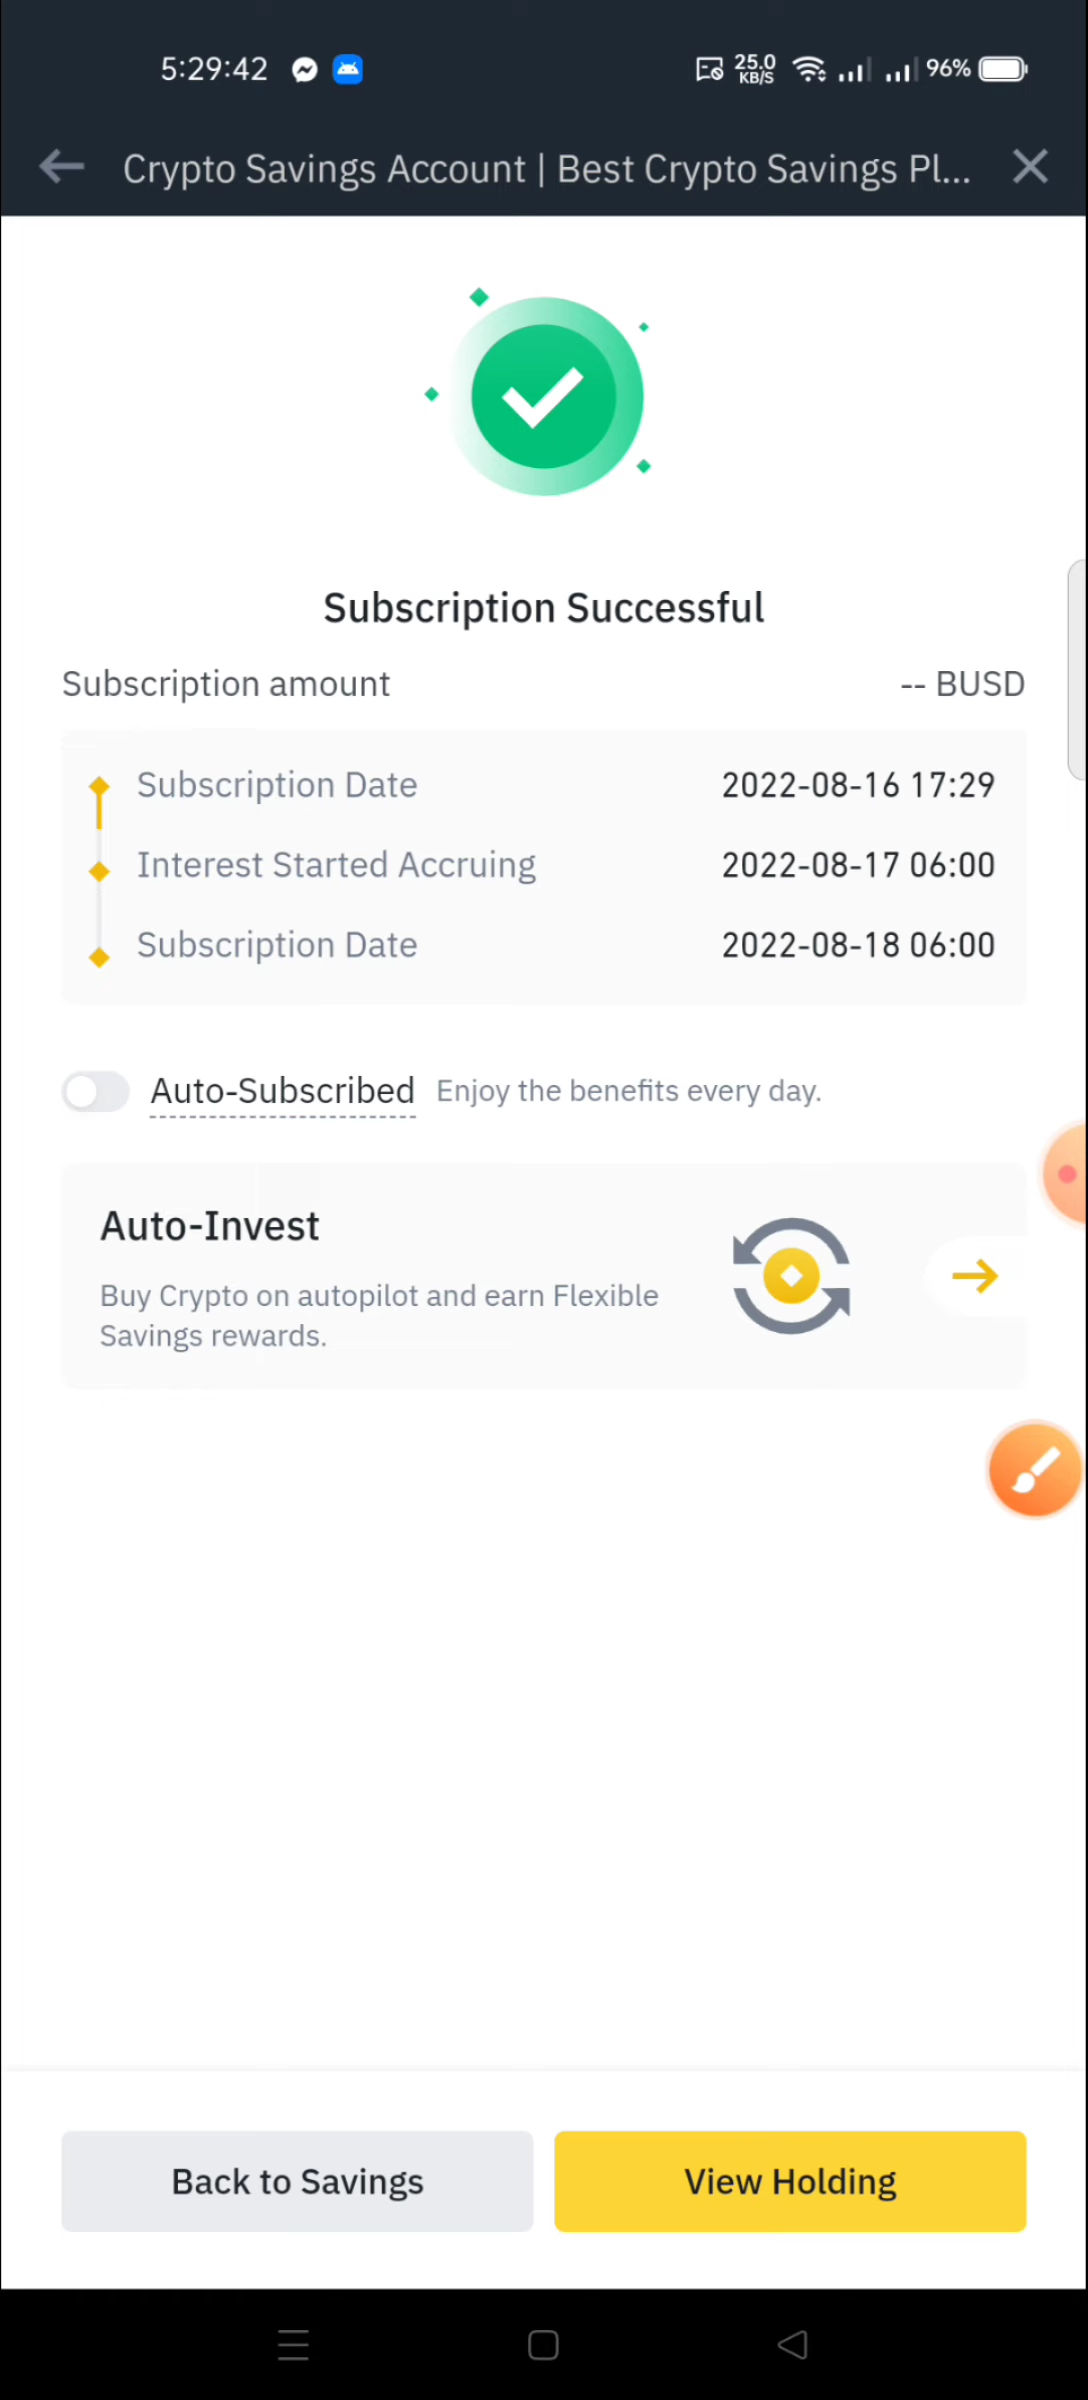 5:29:42 25.0 KB/S 96%
Crypto Savings Account | Best Crypto Savings Pl...
Subscription Successful
Subscription amount -- BUSD
Subscription Date 2022-08-16 17:29
Interest Started Accruing 2022-08-17 06:00
Subscription Date 2022-08-18 06:00
Auto-Subscribed Enjoy the benefits every day.
Auto-Invest
Buy Crypto on autopilot and earn Flexible
Savings rewards.
Back to Savings View Holding